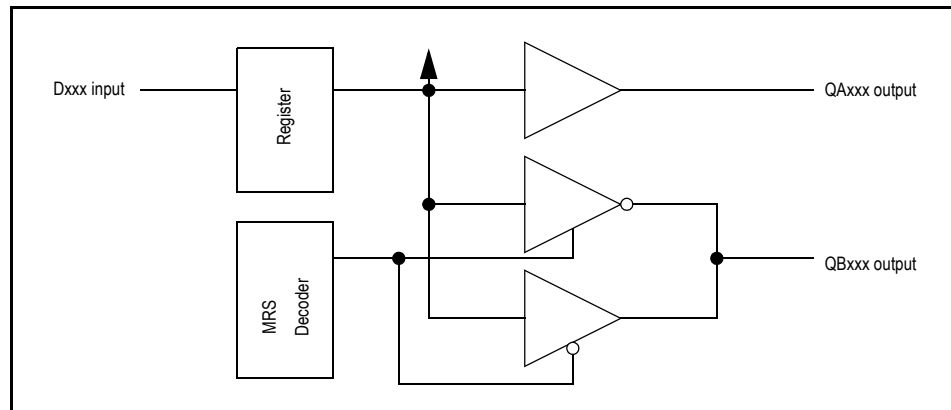 Dxxx input
Register
QAxxx output
MRS
Decoder
QBxxx output